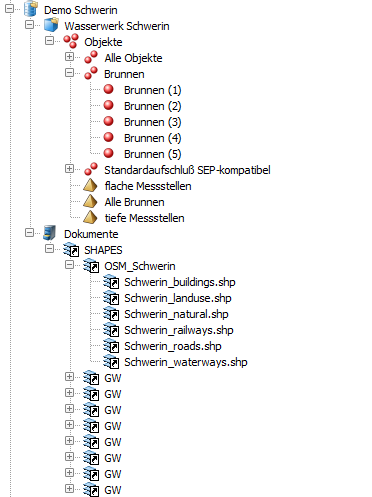 Demo Schwerin
Wasserwerk Schwerin
Objekte
Alle Objekte
Brunnen
Brunnen (1)
Brunnen (2)
Brunnen (3)
Brunnen (4)
Brunnen (5)
Standardaufschluß SEP-kompatibel
flache Messstellen
Alle Brunnen
tiefe Messstellen
Dokumente
SHAPES
OSM_Schwerin
Schwerin_buildings.shp
Schwerin_landuse.shp
Schwerin_natural.shp
Schwerin_railways.shp
Schwerin_roads.shp
Schwerin_waterways.shp
GW
GW
GW
GW
GW
GW
GW
GW